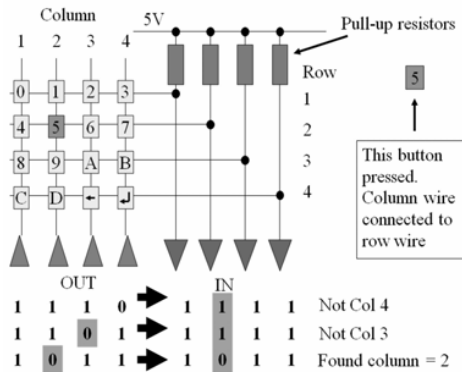 Column
1 2 3 4
5V
Pull-up resistors
Row
0 1 2 3
1
4 5 6 7
2
8 9 A B
3
C D ← ↲
4
5
This button
pressed.
Column wire
connected to
row wire
OUT IN
1 1 1 0 1 1 1 1 Not Col 4
1 1 0 1 1 1 1 1 Not Col 3
1 0 1 1 1 0 1 1 Found column = 2